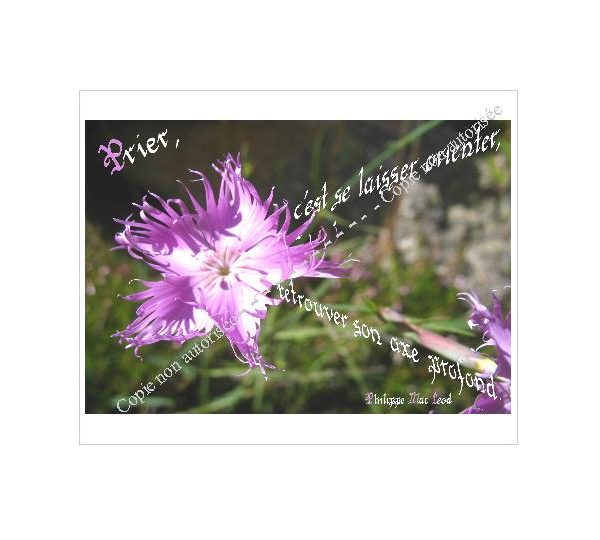 Prier,
c'est se laisser orienter,
retrouver son axe profond.
Philippe Mac Leod
Copie non autorisée
Copie non autorisée